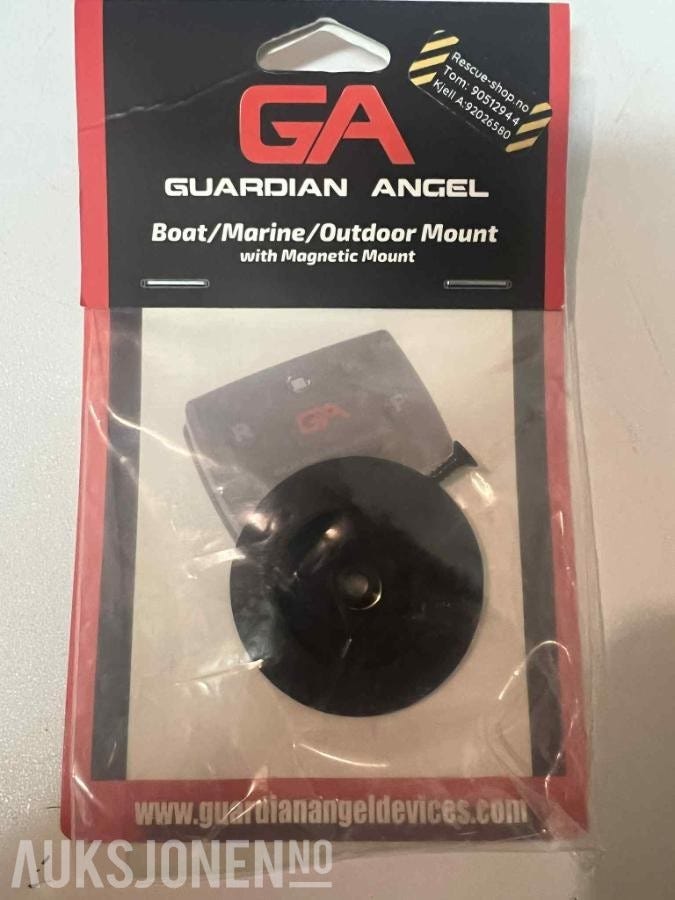 Rescue-shop.no
Tom: 90512944
Kjell A:92026580
GA
GUARDIAN ANGEL
Boat/Marine/Outdoor Mount
with Magnetic Mount
GA
R
P
www.guardianangeldevices.com
AUKSJONEN.NO